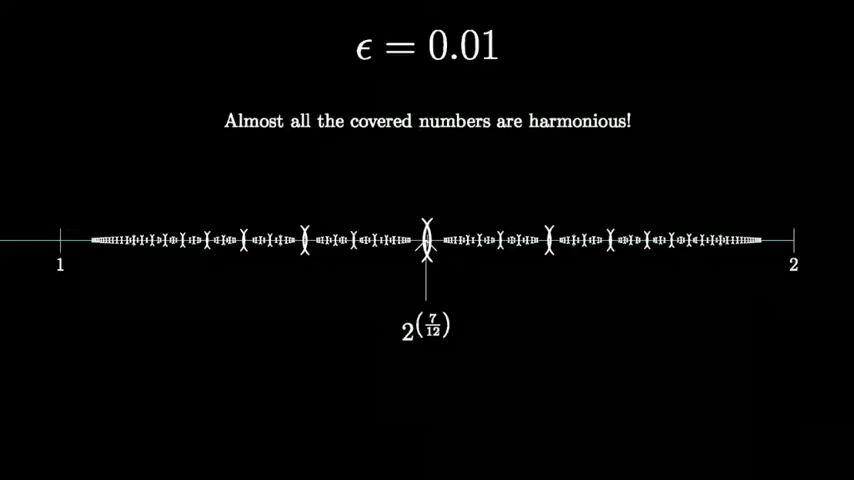 ϵ = 0.01
Almost all the covered numbers are harmonious!
1 2
2^(7/12)